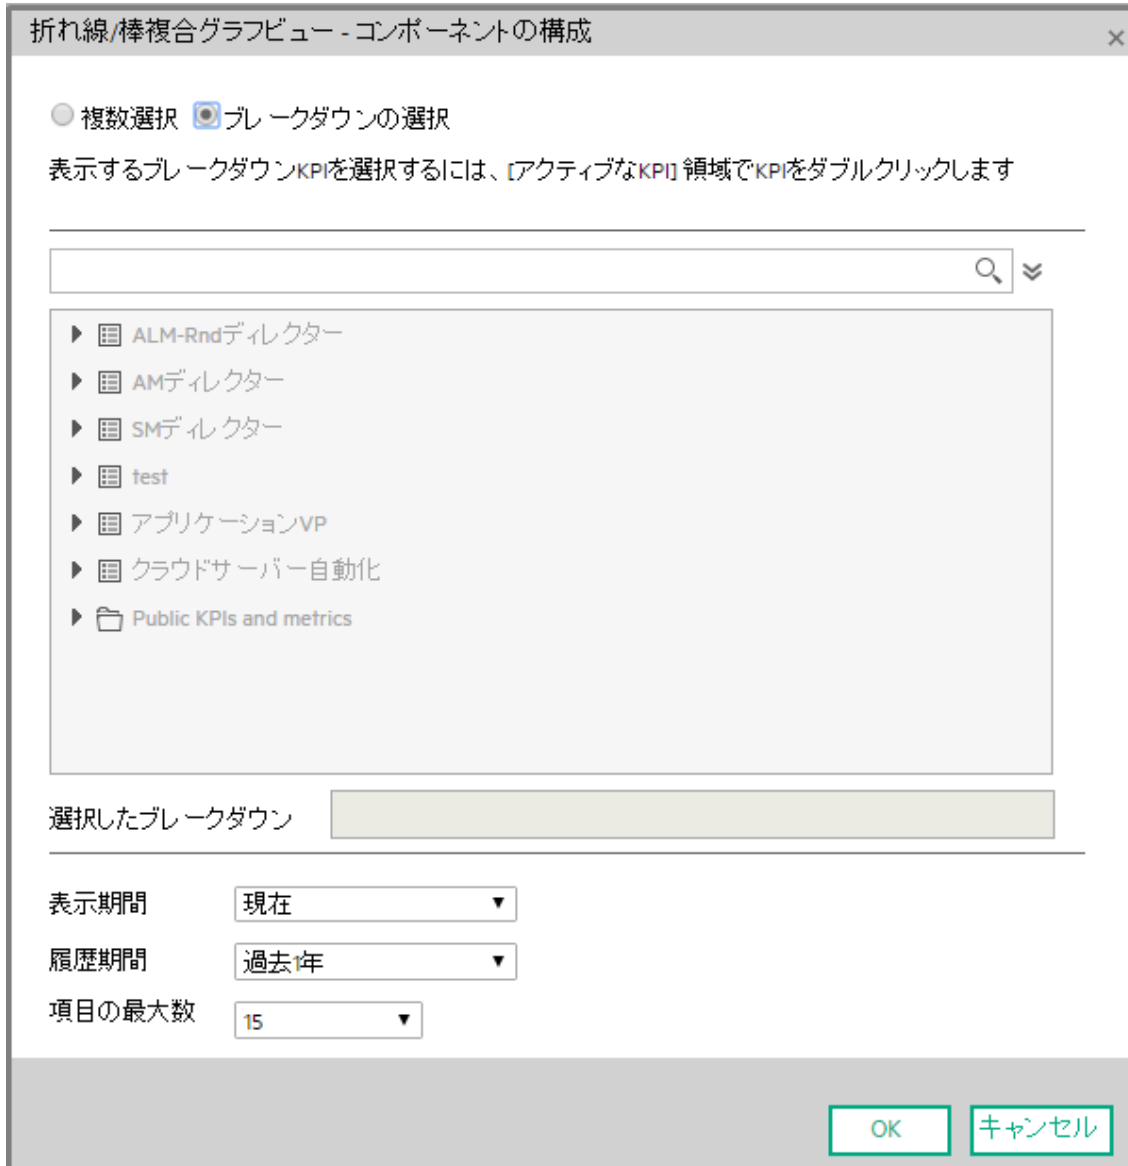 折れ線/棒複合グラフビュー - コンポーネントの構成
複数選択 ブレークダウンの選択
表示するブレークダウンKPIを選択するには、[アクティブなKPI] 領域でKPIをダブルクリックします
ALM-Rndディレクター
AMディレクター
SMディレクター
test
アプリケーションVP
クラウドサーバー自動化
Public KPIs and metrics
選択したブレークダウン
表示期間 現在
履歴期間 過去1年
項目の最大数 15
OK キャンセル